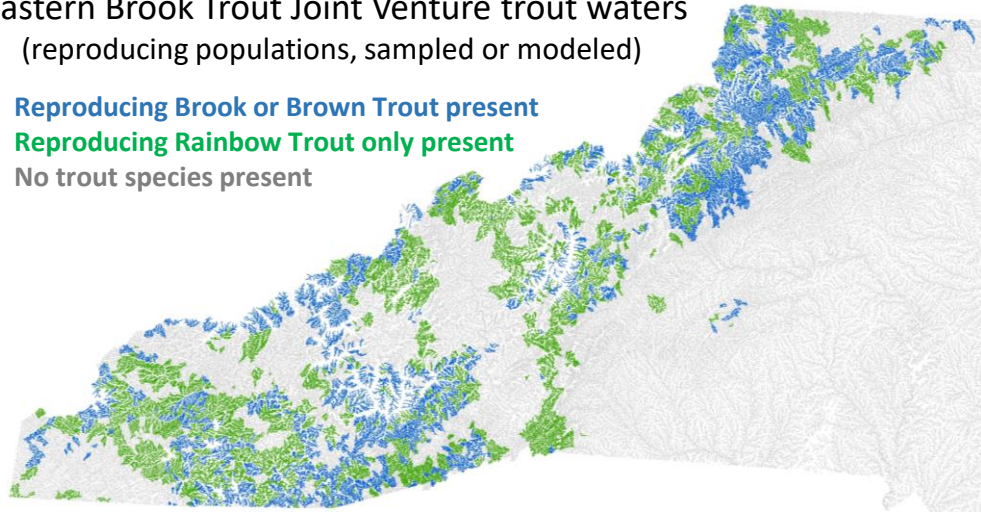 astern Brook Trout Joint Venture trout waters
(reproducing populations, sampled or modeled)
Reproducing Brook or Brown Trout present
Reproducing Rainbow Trout only present
No trout species present